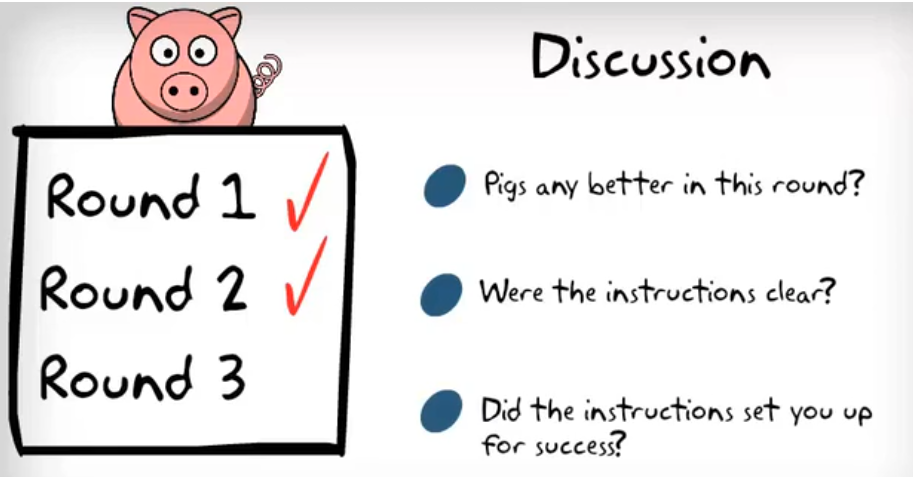 Discussion
Round 1 ✓
Round 2 ✓
Round 3
Pigs any better in this round?
Were the instructions clear?
Did the instructions set you up
for success?